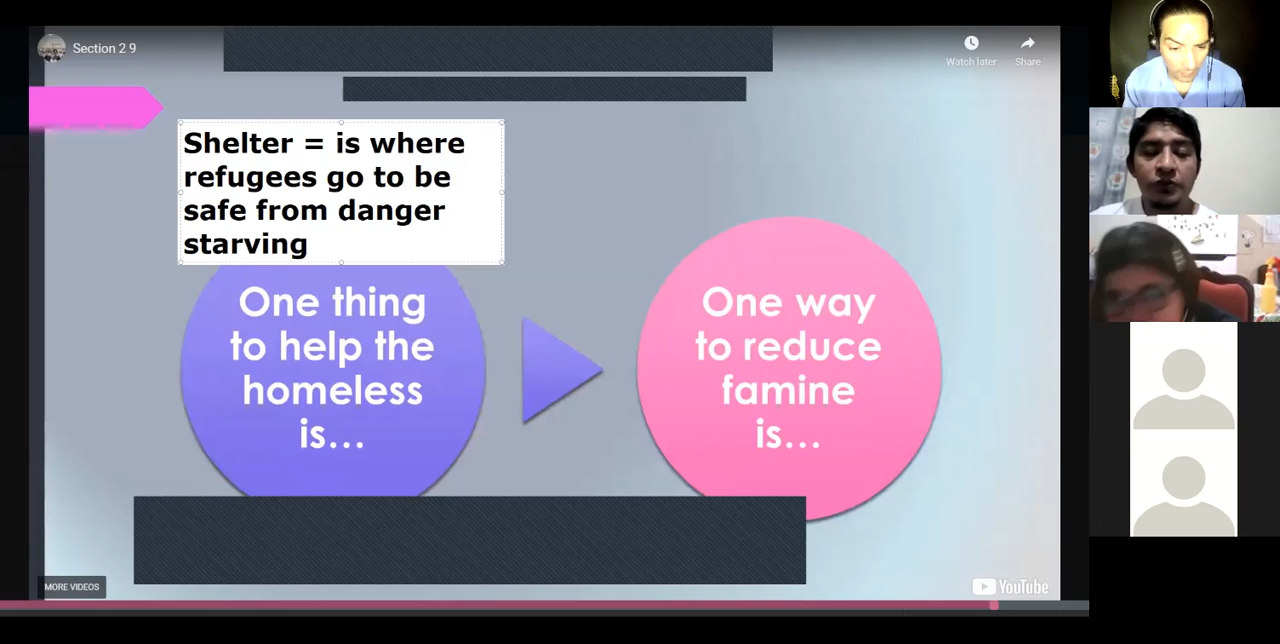 Section 2 9
Watch later
Share
Shelter = is where
refugees go to be
safe from danger
starving
One thing
to help the
homeless
is...
One way
to reduce
famine
is...
MORE VIDEOS
YouTube